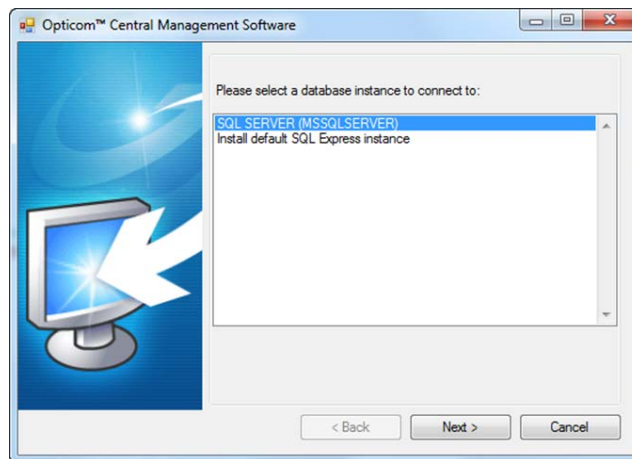 Opticom™ Central Management Software
Please select a database instance to connect to:
SQL SERVER (MSSQLSERVER)
Install default SQL Express instance
< Back
Next >
Cancel